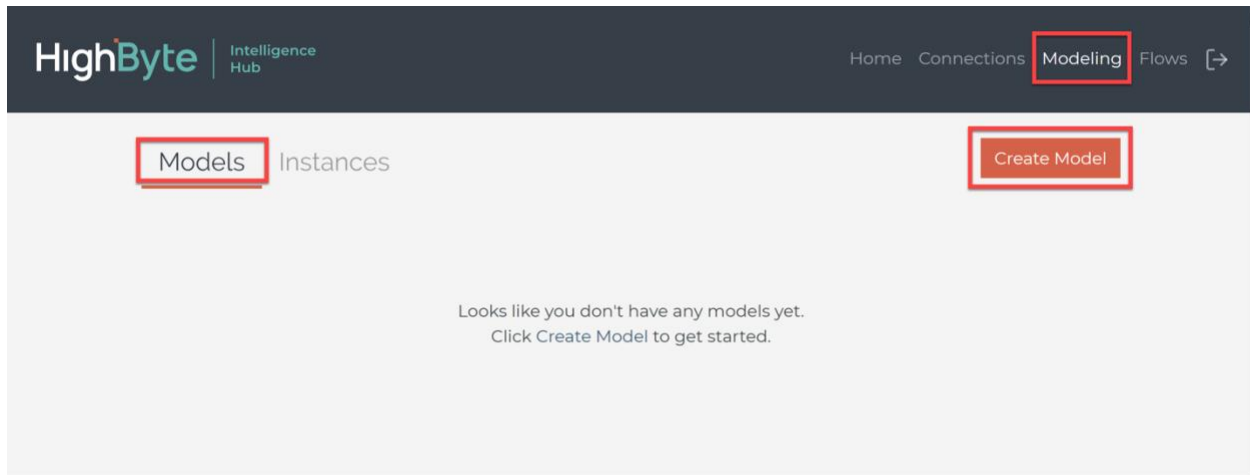 HighByte
Intelligence
Hub
Home Connections Modeling Flows
Models Instances
Create Model
Looks like you don't have any models yet.
Click Create Model to get started.